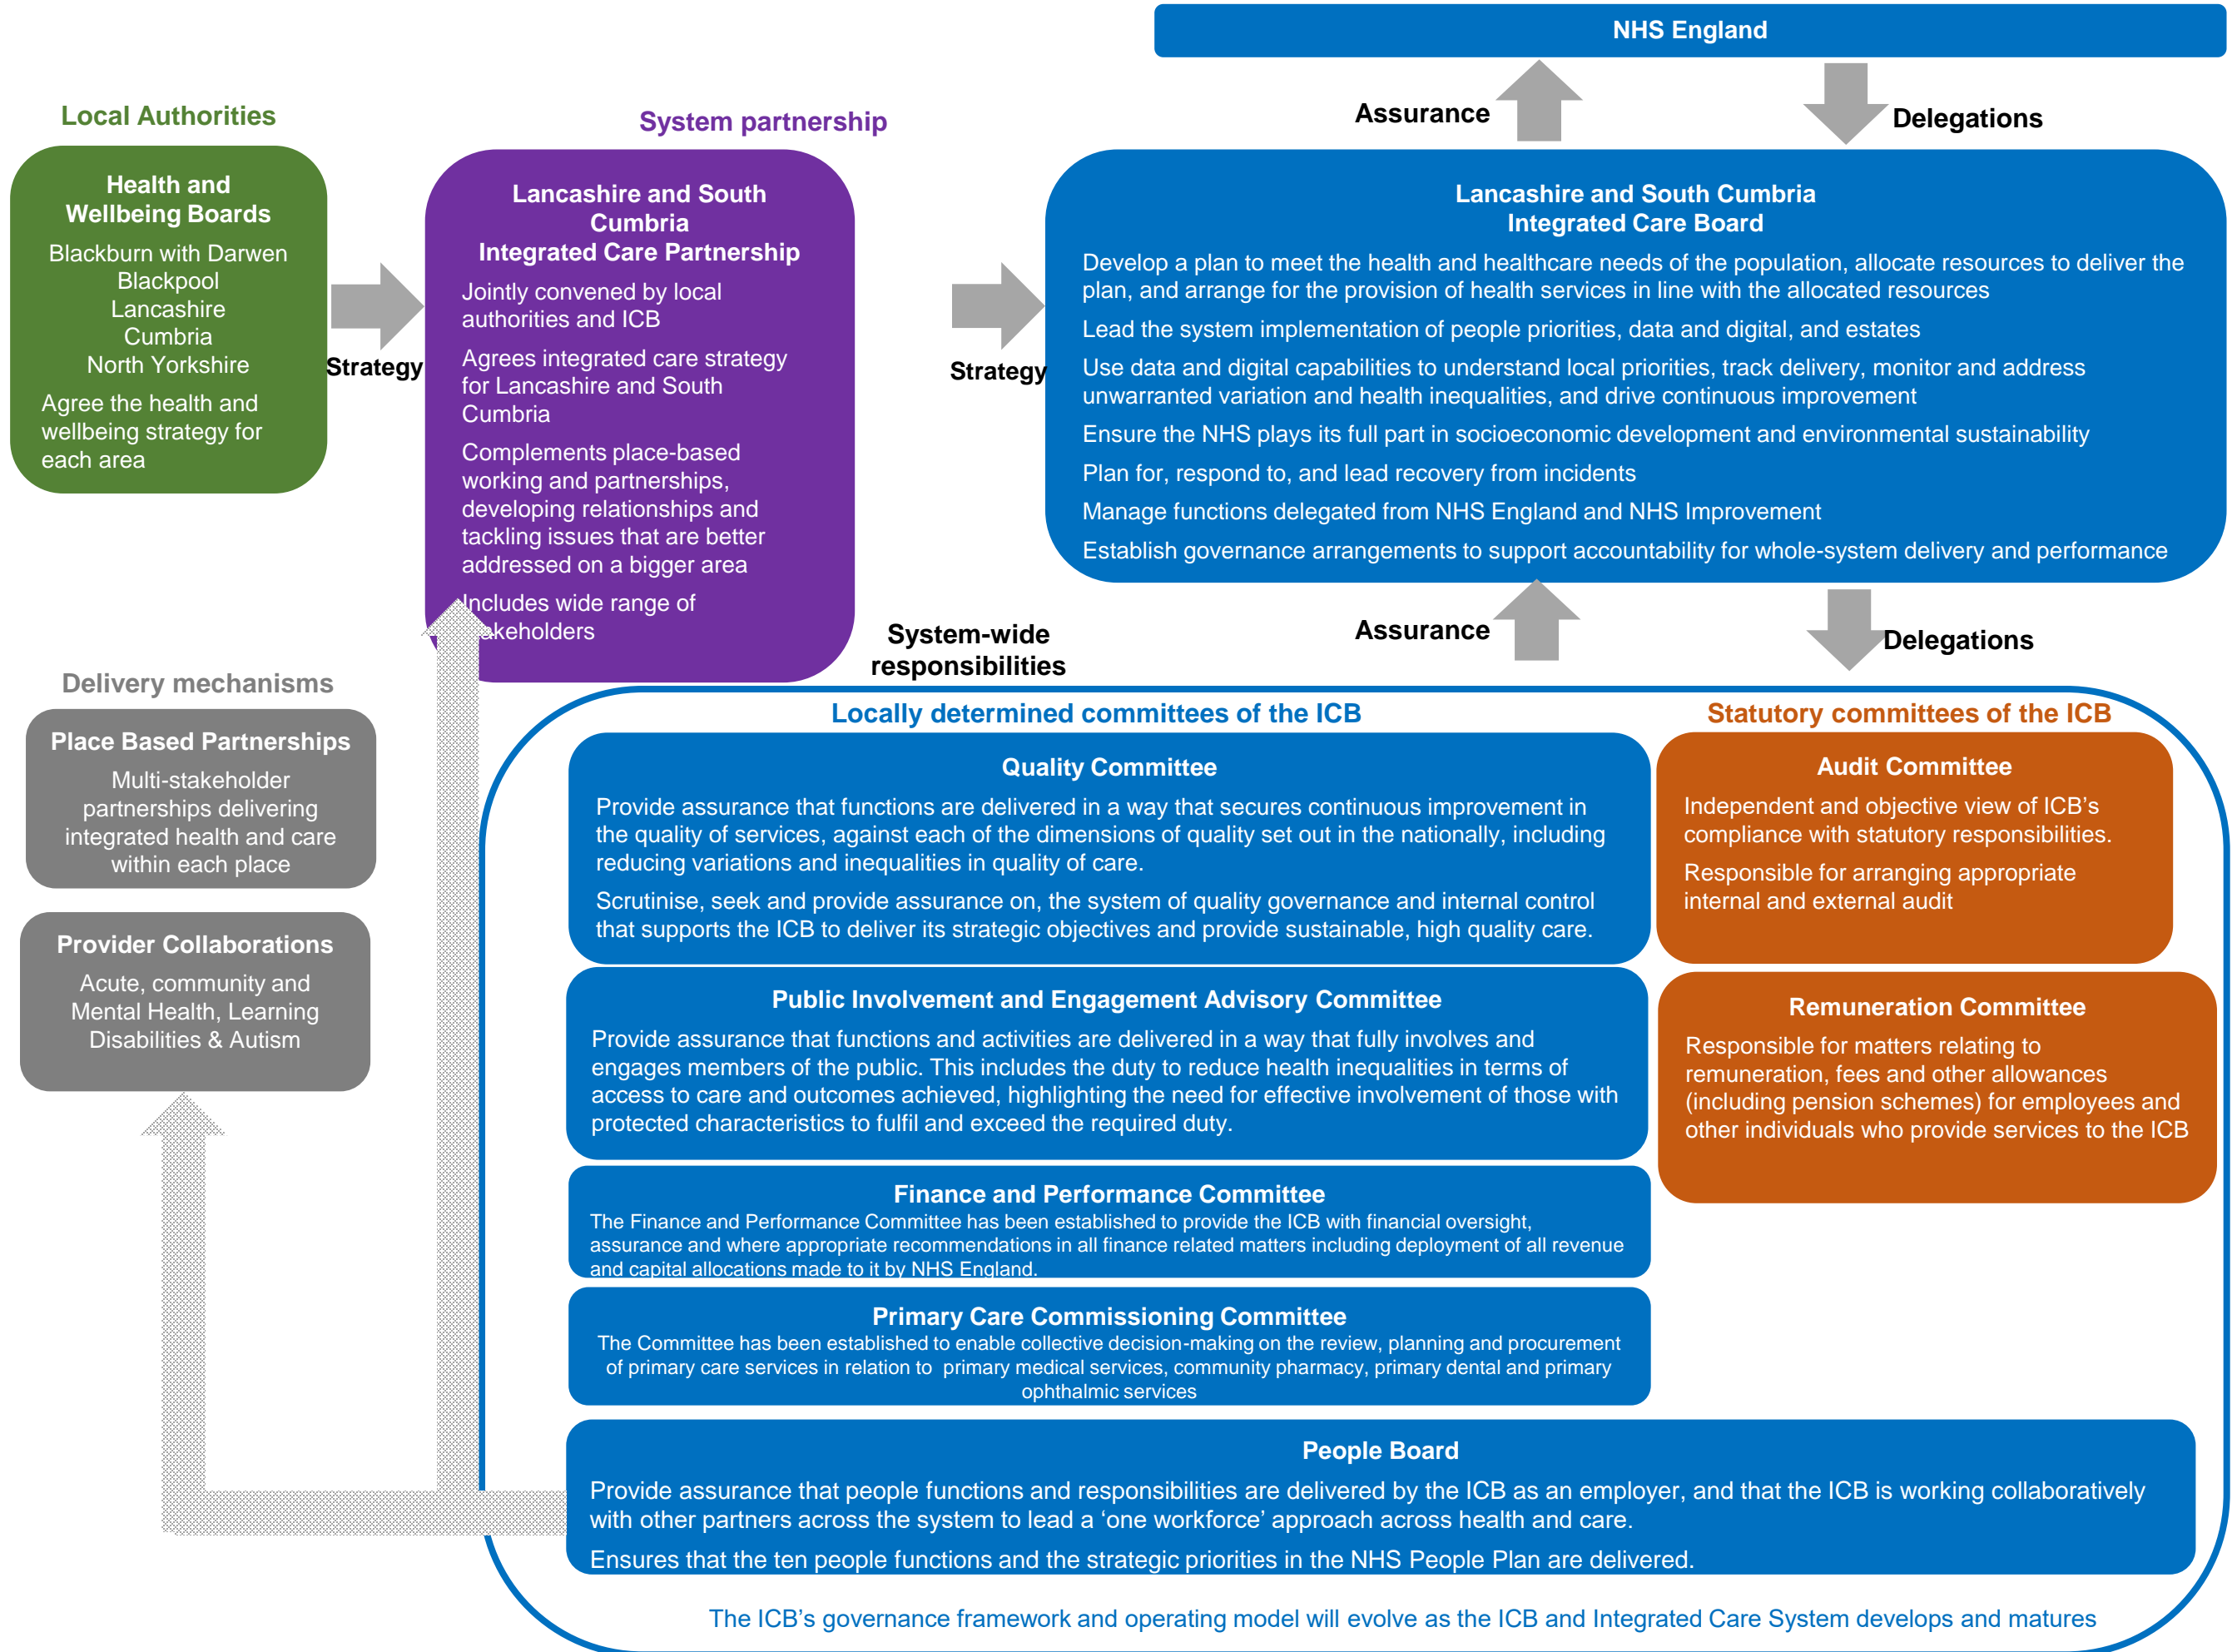 NHS England
Assurance
Delegations
Local Authorities
System partnership
Health and
Wellbeing Boards
Blackburn with Darwen
Blackpool
Lancashire
Cumbria
North Yorkshire
Agree the health and
wellbeing strategy for
each area
Strategy
Lancashire and South
Cumbria
Integrated Care Partnership
Jointly convened by local
authorities and ICB
Agrees integrated care strategy
for Lancashire and South
Cumbria
Complements place-based
working and partnerships,
developing relationships and
tackling issues that are better
addressed on a bigger area
Includes wide range of
akeholders
Strategy
Lancashire and South Cumbria
Integrated Care Board
Develop a plan to meet the health and healthcare needs of the population, allocate resources to deliver the
plan, and arrange for the provision of health services in line with the allocated resources
Lead the system implementation of people priorities, data and digital, and estates
Use data and digital capabilities to understand local priorities, track delivery, monitor and address
unwarranted variation and health inequalities, and drive continuous improvement
Ensure the NHS plays its full part in socioeconomic development and environmental sustainability
Plan for, respond to, and lead recovery from incidents
Manage functions delegated from NHS England and NHS Improvement
Establish governance arrangements to support accountability for whole-system delivery and performance
System-wide
responsibilities
Assurance
Delegations
Delivery mechanisms
Place Based Partnerships
Multi-stakeholder
partnerships delivering
integrated health and care
within each place
Provider Collaborations
Acute, community and
Mental Health, Learning
Disabilities & Autism
Locally determined committees of the ICB
Quality Committee
Provide assurance that functions are delivered in a way that secures continuous improvement in
the quality of services, against each of the dimensions of quality set out in the nationally, including
reducing variations and inequalities in quality of care.
Scrutinise, seek and provide assurance on, the system of quality governance and internal control
that supports the ICB to deliver its strategic objectives and provide sustainable, high quality care.
Public Involvement and Engagement Advisory Committee
Provide assurance that functions and activities are delivered in a way that fully involves and
engages members of the public. This includes the duty to reduce health inequalities in terms of
access to care and outcomes achieved, highlighting the need for effective involvement of those with
protected characteristics to fulfil and exceed the required duty.
Finance and Performance Committee
The Finance and Performance Committee has been established to provide the ICB with financial oversight,
assurance and where appropriate recommendations in all finance related matters including deployment of all revenue
and capital allocations made to it by NHS England.
Primary Care Commissioning Committee
The Committee has been established to enable collective decision-making on the review, planning and procurement
of primary care services in relation to primary medical services, community pharmacy, primary dental and primary
ophthalmic services
Statutory committees of the ICB
Audit Committee
Independent and objective view of ICB's
compliance with statutory responsibilities.
Responsible for arranging appropriate
internal and external audit
Remuneration Committee
Responsible for matters relating to
remuneration, fees and other allowances
(including pension schemes) for employees and
other individuals who provide services to the ICB
People Board
Provide assurance that people functions and responsibilities are delivered by the ICB as an employer, and that the ICB is working collaboratively
with other partners across the system to lead a 'one workforce' approach across health and care.
Ensures that the ten people functions and the strategic priorities in the NHS People Plan are delivered.
The ICB's governance framework and operating model will evolve as the ICB and Integrated Care System develops and matures